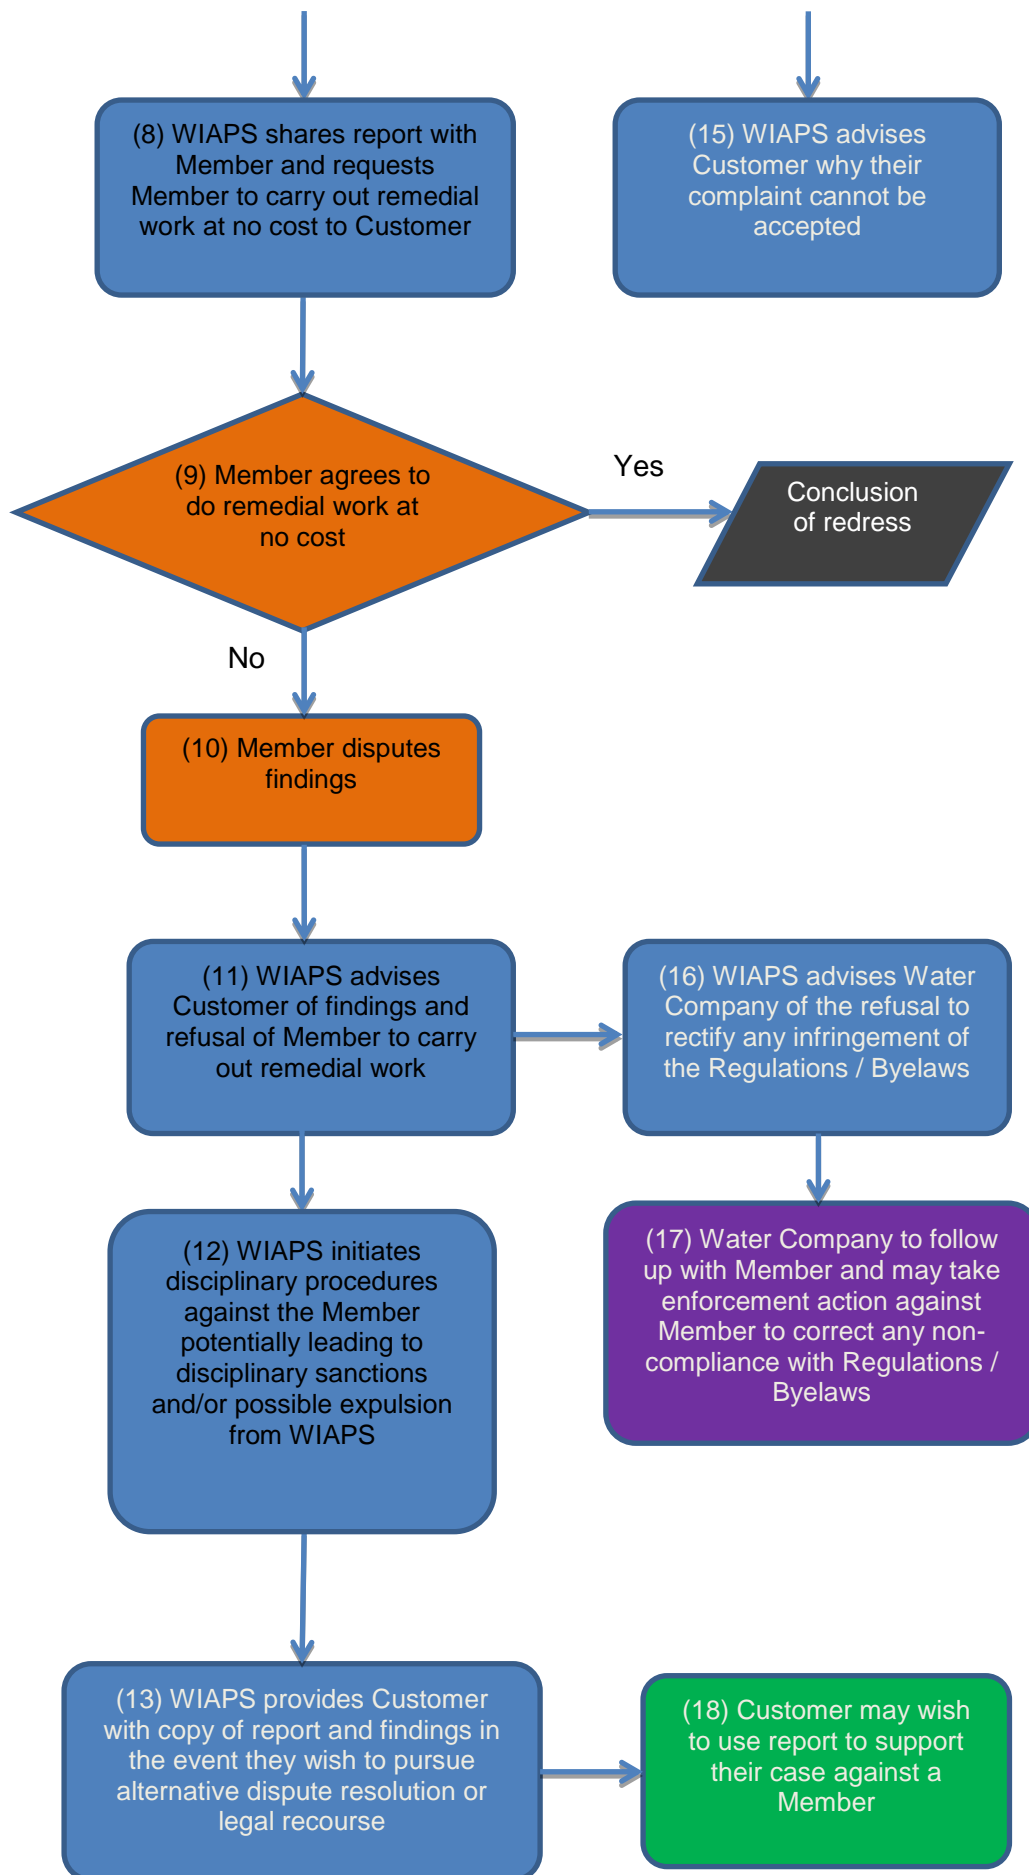 (8) WIAPS shares report with
Member and requests
Member to carry out remedial
work at no cost to Customer
(15) WIAPS advises
Customer why their
complaint cannot be
accepted
(9) Member agrees to
do remedial work at
no cost
Yes
Conclusion
of redress
No
(10) Member disputes
findings
(11) WIAPS advises
Customer of findings and
refusal of Member to carry
out remedial work
(16) WIAPS advises Water
Company of the refusal to
rectify any infringement of
the Regulations / Byelaws
(12) WIAPS initiates
disciplinary procedures
against the Member
potentially leading to
disciplinary sanctions
and/or possible expulsion
from WIAPS
(17) Water Company to follow
up with Member and may take
enforcement action against
Member to correct any non-
compliance with Regulations /
Byelaws
(13) WIAPS provides Customer
with copy of report and findings in
the event they wish to pursue
alternative dispute resolution or
legal recourse
(18) Customer may wish
to use report to support
their case against a
Member